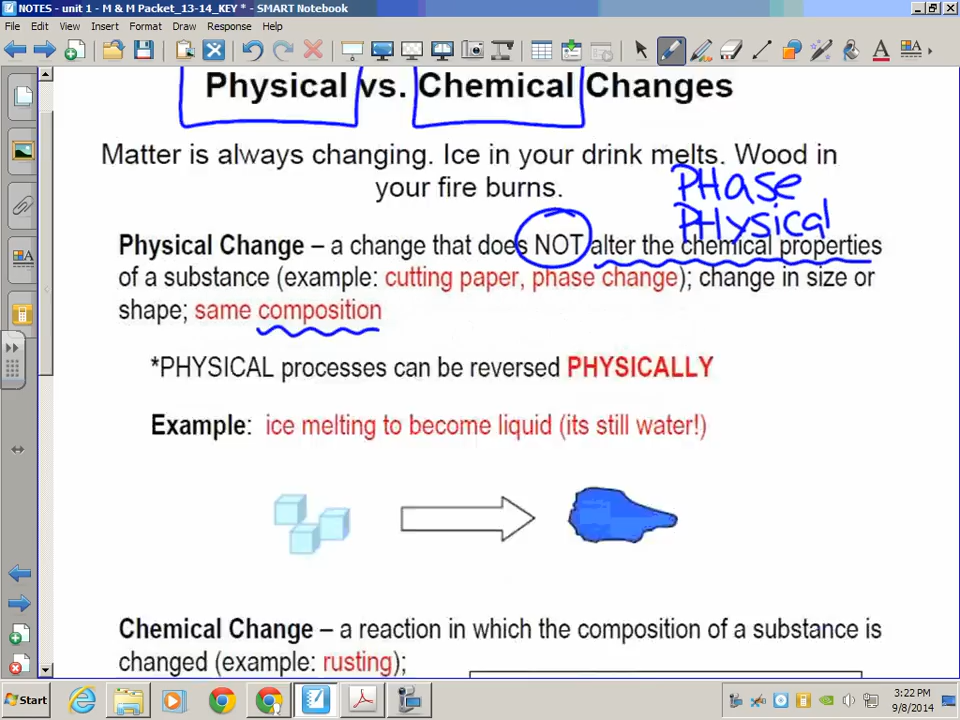 NOTES - unit 1 - M & M Packet_13-14_KEY * - SMART Notebook
File Edit View Insert Format Draw Response Help
Physical vs. Chemical Changes
Matter is always changing. Ice in your drink melts. Wood in
your fire burns.
PHase
PHysical
Physical Change – a change that does NOT alter the chemical properties
of a substance (example: cutting paper, phase change); change in size or
shape; same composition
*PHYSICAL processes can be reversed PHYSICALLY
Example: ice melting to become liquid (its still water!)
Chemical Change – a reaction in which the composition of a substance is
changed (example: rusting);
Start
3:22 PM
9/8/2014